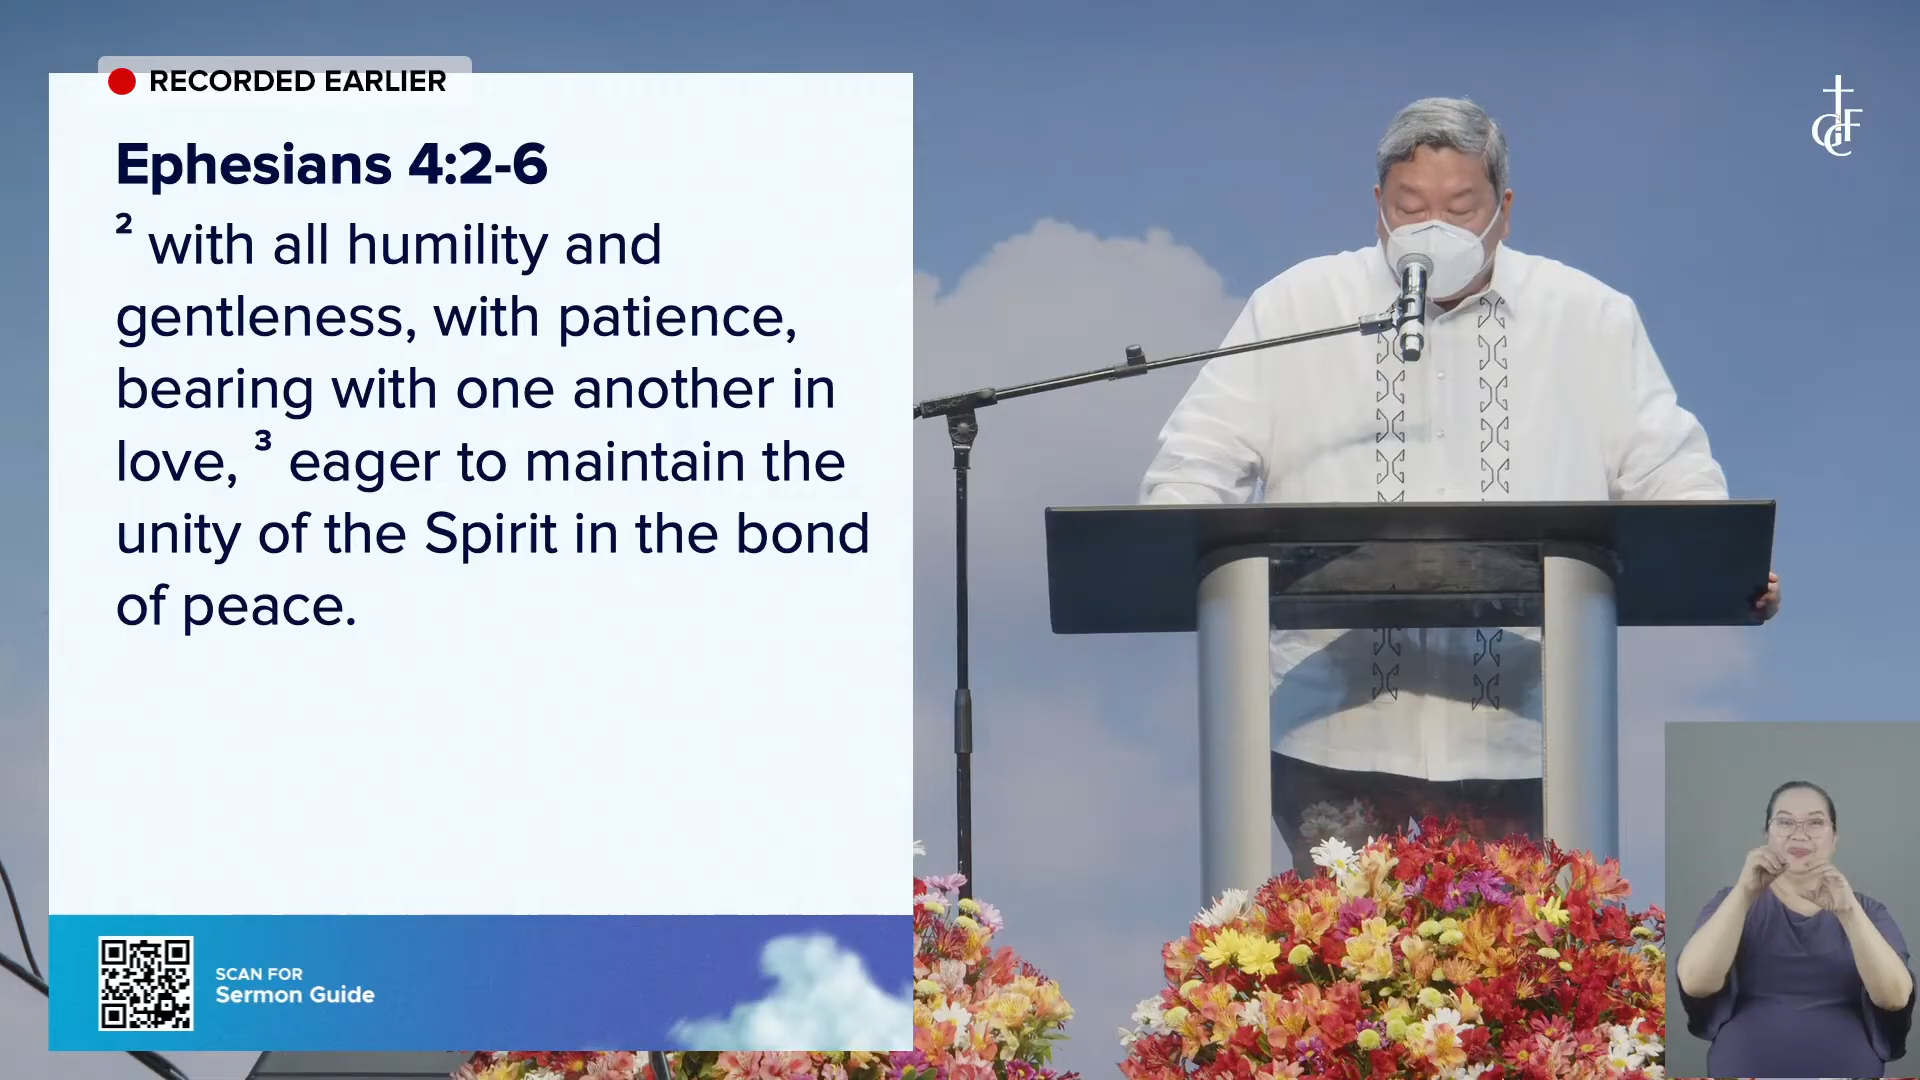 RECORDED EARLIER
Ephesians 4:2-6
² with all humility and
gentleness, with patience,
bearing with one another in
love, ³ eager to maintain the
unity of the Spirit in the bond
of peace.
SCAN FOR
Sermon Guide
GCF